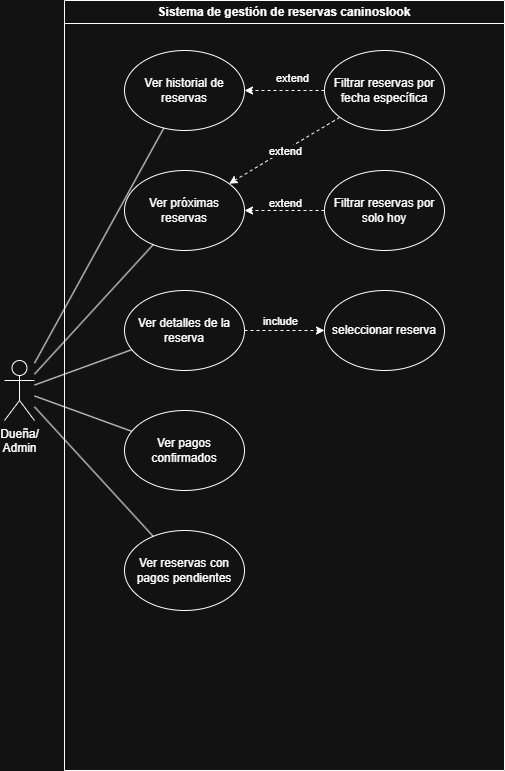 Sistema de gestión de reservas caninoslook
Ver historial de
reservas
extend
Filtrar reservas por
fecha específica
extend
Ver próximas
reservas
extend
Filtrar reservas por
solo hoy
Ver detalles de la
reserva
include
seleccionar reserva
Dueña/
Admin
Ver pagos
confirmados
Ver reservas con
pagos pendientes